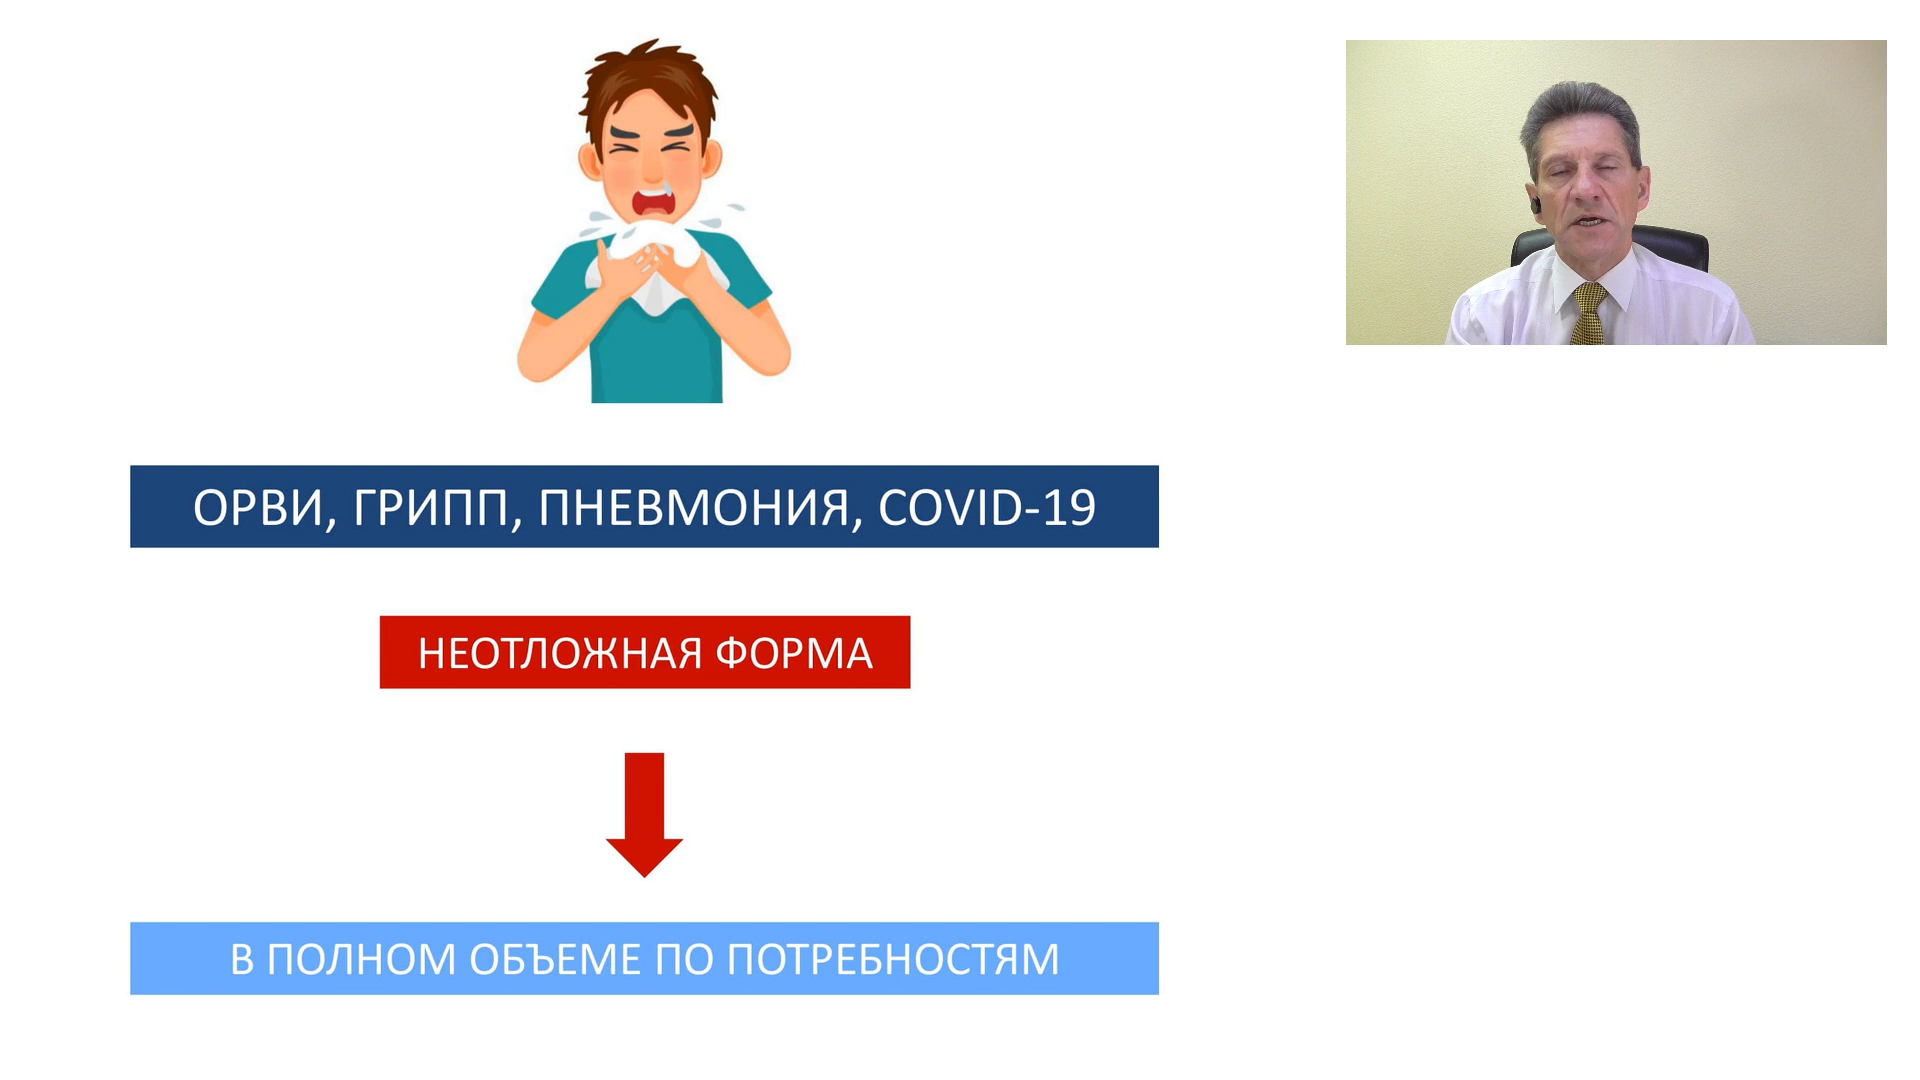 ОРВИ, ГРИПП, ПНЕВМОНИЯ, COVID-19
НЕОТЛОЖНАЯ ФОРМА
В ПОЛНОМ ОБЪЕМЕ ПО ПОТРЕБНОСТЯМ